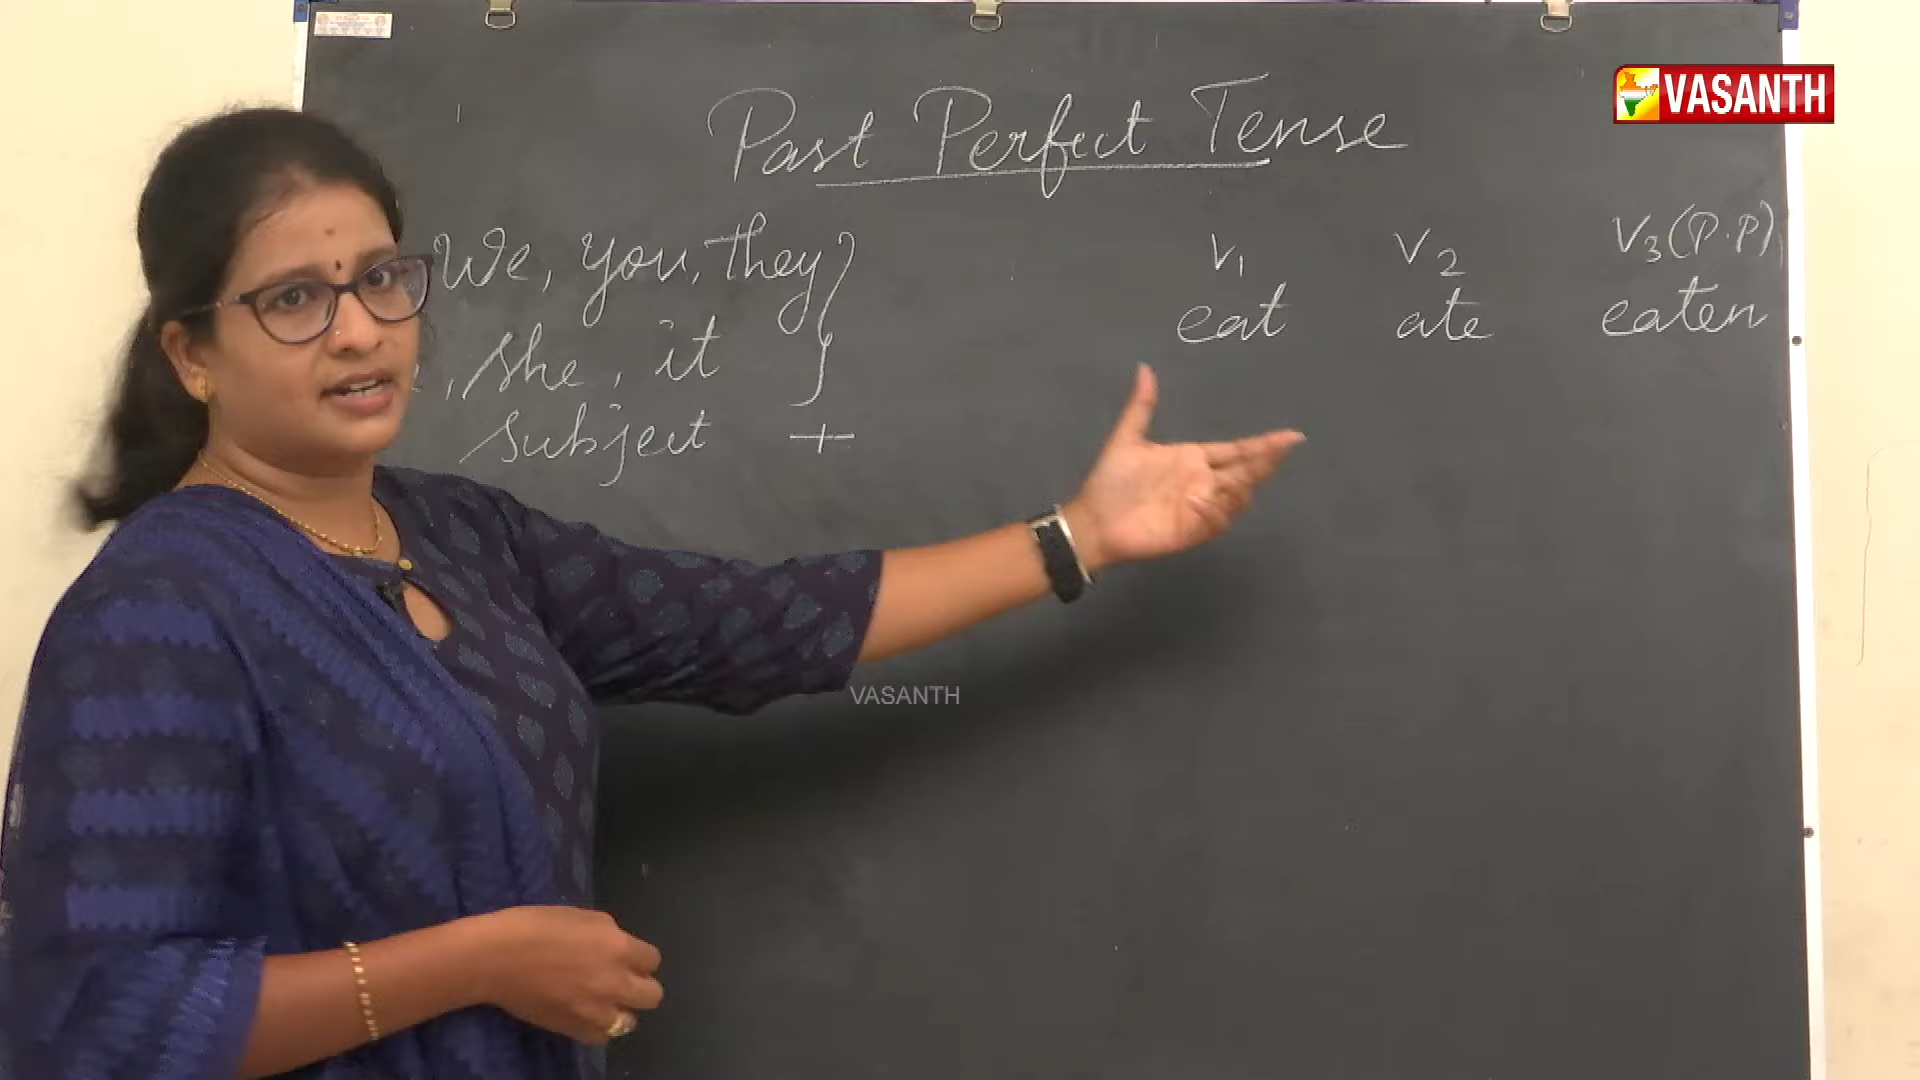 VASANTH
Past Perfect Tense
We, you, they }
, she, it
subject +
V1 V2 V3 (P.P)
eat ate eaten
VASANTH